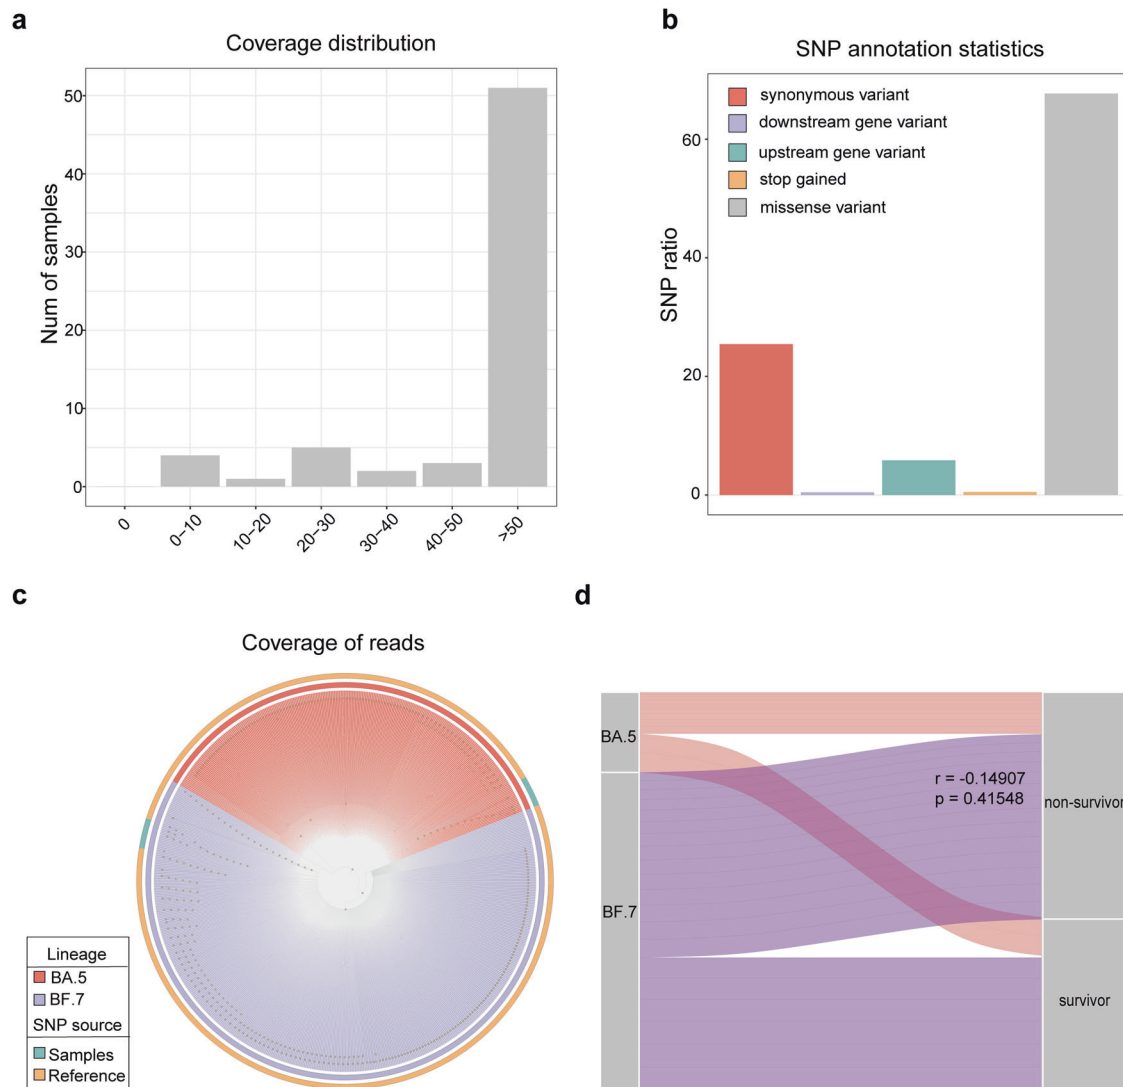 a
Coverage distribution
Num of samples
50
40
30
20
10
0
0
0-10
10-20
20-30
30-40
40-50
>50
b
SNP annotation statistics
SNP ratio
60
40
20
0
synonymous variant
downstream gene variant
upstream gene variant
stop gained
missense variant
c
Coverage of reads
Lineage
BA.5
BF.7
SNP source
Samples
Reference
d
BA.5
BF.7
r = -0.14907
p = 0.41548
non-survivor
survivor